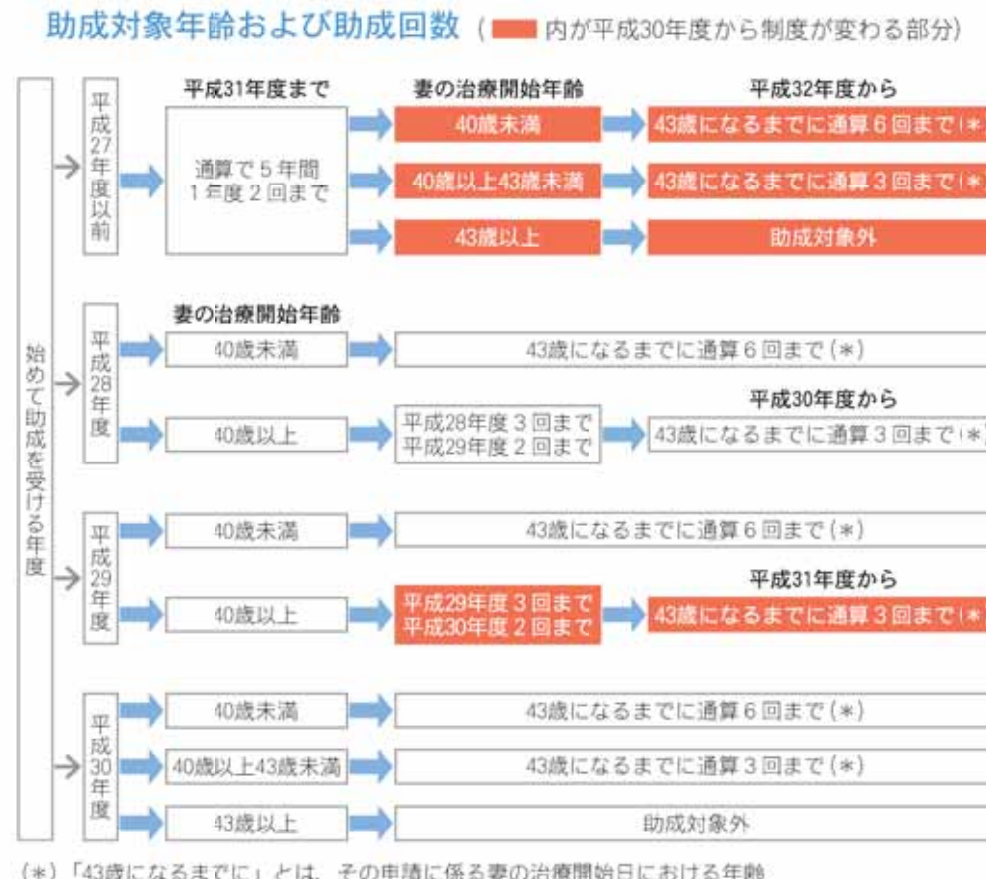 助成対象年齢および助成回数 ( 内が平成30年度から制度が変わる部分)
始めて助成を受ける年度
平成27年度以前
平成31年度まで
通算で5年間
1年度2回まで
妻の治療開始年齢
平成32年度から
40歳未満
43歳になるまでに通算6回まで(*
40歳以上43歳未満
43歳になるまでに通算3回まで(*
43歳以上
助成対象外
平成28年度
妻の治療開始年齢
40歳未満
43歳になるまでに通算6回まで(*)
40歳以上
平成28年度3回まで
平成29年度2回まで
平成30年度から
43歳になるまでに通算3回まで(*)
平成29年度
40歳未満
43歳になるまでに通算6回まで(*)
40歳以上
平成29年度3回まで
平成30年度2回まで
平成31年度から
43歳になるまでに通算3回まで(*
平成30年度
40歳未満
43歳になるまでに通算6回まで(*)
40歳以上43歳未満
43歳になるまでに通算3回まで(*)
43歳以上
助成対象外
(*)「43歳になるまでに」とは、その申請に係る妻の治療開始日における年齢